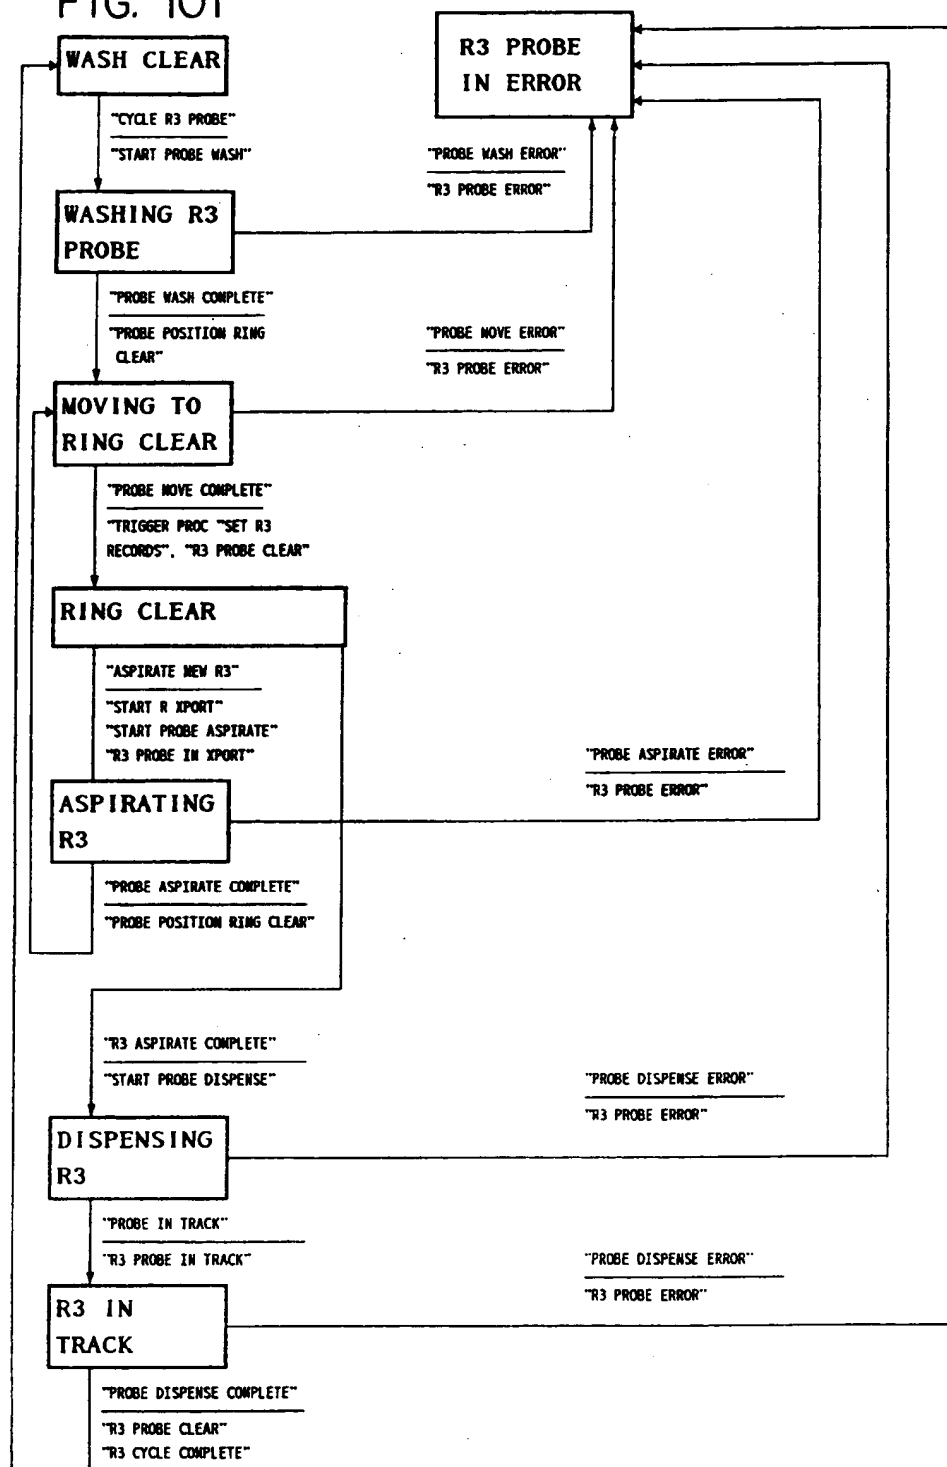 FIG. 101
WASH CLEAR
R3 PROBE
IN ERROR
"CYCLE R3 PROBE"
"START PROBE WASH"
"PROBE WASH ERROR"
"R3 PROBE ERROR"
WASHING R3
PROBE
"PROBE WASH COMPLETE"
"PROBE POSITION RING
CLEAR"
"PROBE MOVE ERROR"
"R3 PROBE ERROR"
MOVING TO
RING CLEAR
"PROBE MOVE COMPLETE"
"TRIGGER PROC "SET R3
RECORDS", "R3 PROBE CLEAR"
RING CLEAR
"ASPIRATE NEW R3"
"START R XPORT"
"START PROBE ASPIRATE"
"R3 PROBE IN XPORT"
"PROBE ASPIRATE ERROR"
"R3 PROBE ERROR"
ASPIRATING
R3
"PROBE ASPIRATE COMPLETE"
"PROBE POSITION RING CLEAR"
"R3 ASPIRATE COMPLETE"
"START PROBE DISPENSE"
"PROBE DISPENSE ERROR"
"R3 PROBE ERROR"
DISPENSING
R3
"PROBE IN TRACK"
"R3 PROBE IN TRACK"
"PROBE DISPENSE ERROR"
"R3 PROBE ERROR"
R3 IN
TRACK
"PROBE DISPENSE COMPLETE"
"R3 PROBE CLEAR"
"R3 CYCLE COMPLETE"